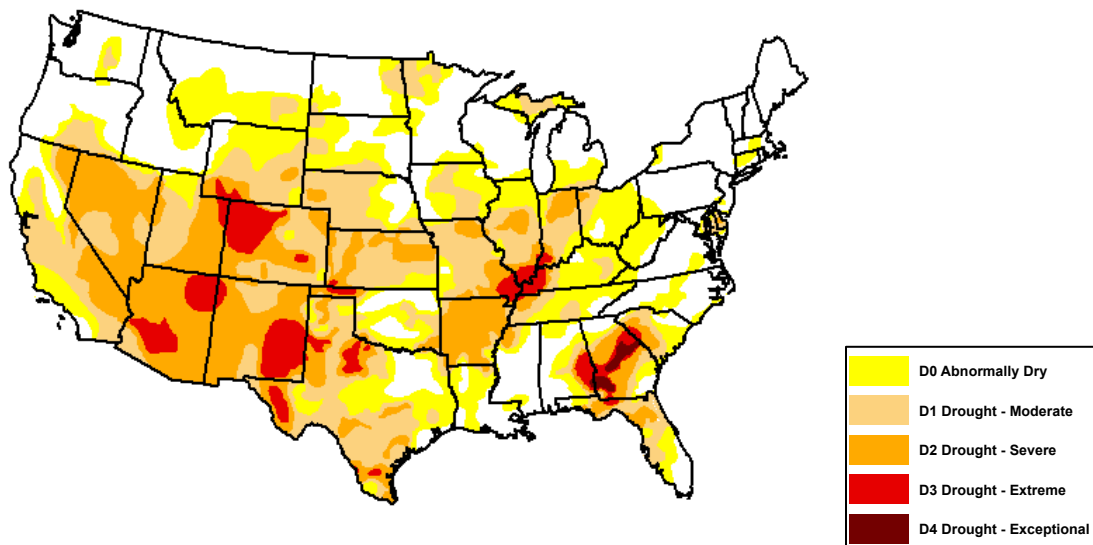 D0 Abnormally Dry
D1 Drought - Moderate
D2 Drought - Severe
D3 Drought - Extreme
D4 Drought - Exceptional